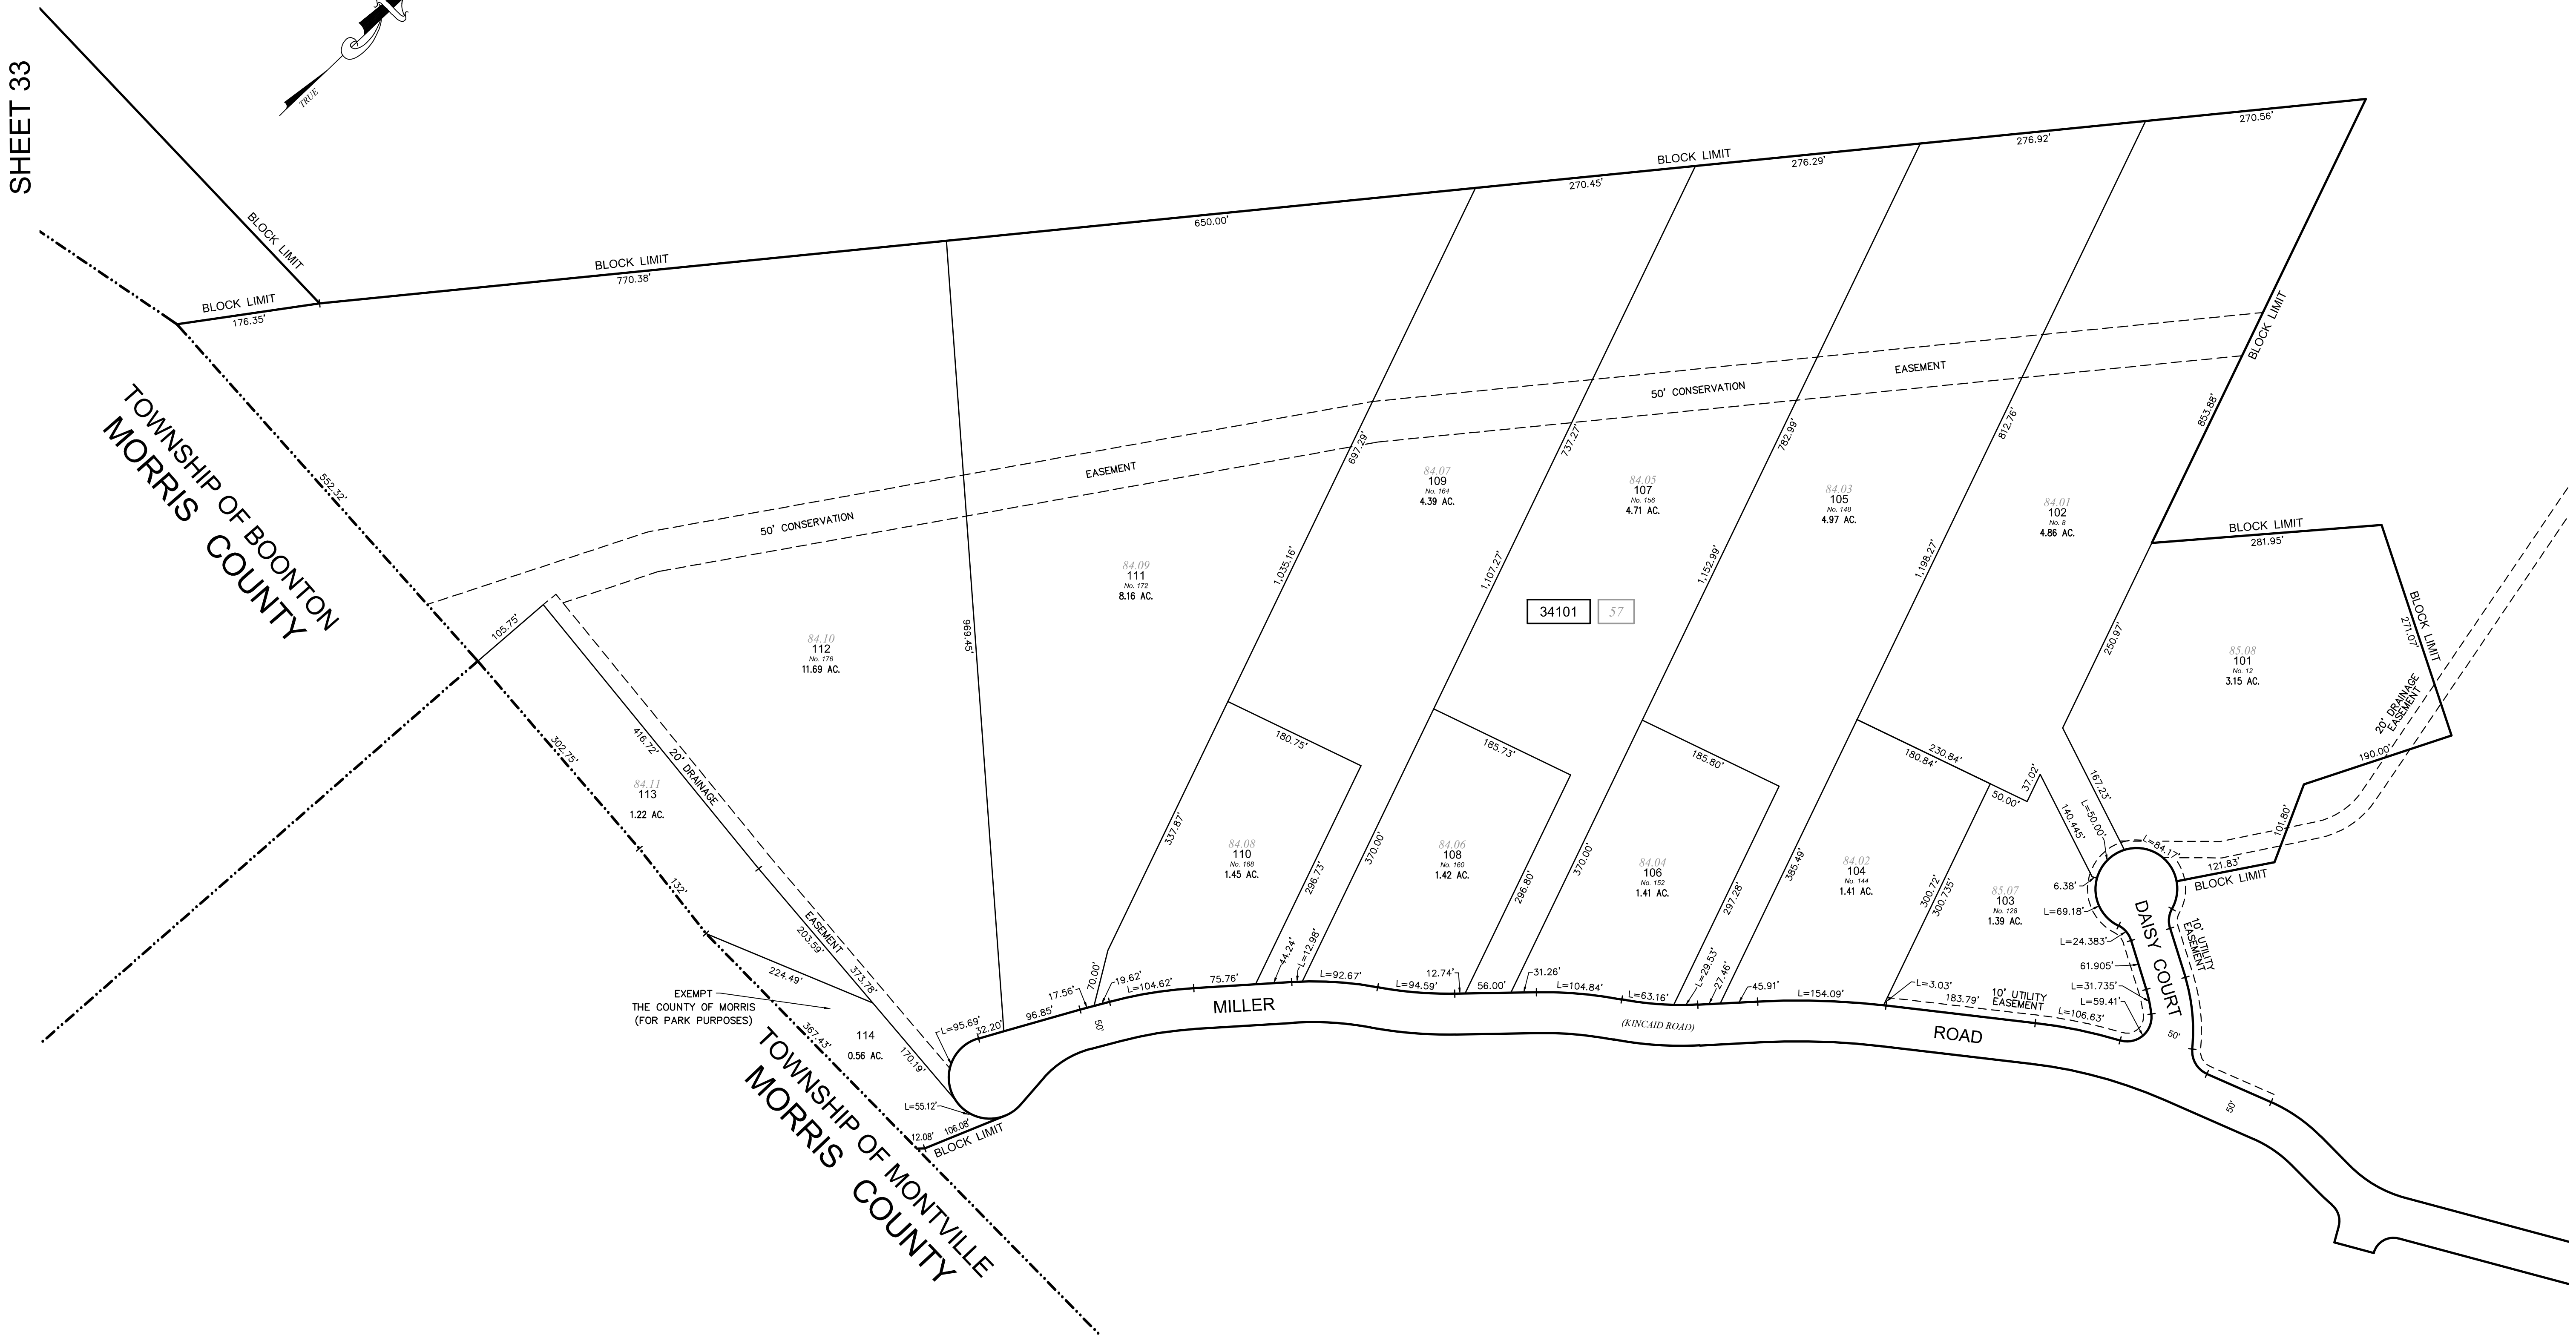 SHEET 33
TRUE
BLOCK LIMIT
BLOCK LIMIT
176.35'
BLOCK LIMIT
770.38'
650.00'
BLOCK LIMIT
270.45'
276.29'
276.92'
270.56'
TOWNSHIP OF BOONTON
MORRIS COUNTY
552.32'
105.75'
302.75'
132'
50' CONSERVATION
EASEMENT
50' CONSERVATION
EASEMENT
BLOCK LIMIT
853.88'
969.45'
697.29'
1,035.16'
337.87'
70.00'
737.27'
1,107.27'
370.00'
782.99'
1,152.99'
370.00'
812.76'
1,198.27'
385.49'
250.97'
167.23'
84.10
112
No. 176
11.69 AC.
84.09
111
No. 172
8.16 AC.
84.07
109
No. 164
4.39 AC.
84.05
107
No. 156
4.71 AC.
84.03
105
No. 148
4.97 AC.
84.01
102
No. 8
4.86 AC.
34101
57
BLOCK LIMIT
281.95'
BLOCK LIMIT
271.07'
85.08
101
No. 12
3.15 AC.
20' DRAINAGE
EASEMENT
190.00'
101.80'
121.83'
BLOCK LIMIT
84.11
113
1.22 AC.
416.72'
20' DRAINAGE
EASEMENT
203.59'
373.78'
170.19'
224.49'
EXEMPT
THE COUNTY OF MORRIS
(FOR PARK PURPOSES)
367.43'
114
0.56 AC.
TOWNSHIP OF MONTVILLE
MORRIS COUNTY
12.08'
106.08'
BLOCK LIMIT
L=55.12'
L=95.69'
32.20'
96.85'
17.56'
50'
19.62'
L=104.62'
75.76'
44.24'
L=12.98'
L=92.67'
L=94.59'
12.74'
56.00'
31.26'
L=104.84'
L=63.16'
L=29.53'
27.46'
45.91'
L=154.09'
L=3.03'
183.79'
10' UTILITY
EASEMENT
L=106.63'
180.75'
296.73'
84.08
110
No. 168
1.45 AC.
185.73'
296.80'
84.06
108
No. 160
1.42 AC.
185.80'
297.28'
84.04
106
No. 152
1.41 AC.
230.84'
180.84'
50.00'
37.02'
140.445'
300.72'
300.735'
84.02
104
No. 144
1.41 AC.
85.07
103
No. 128
1.39 AC.
L=50.00'
L=84.17'
6.38'
L=69.18'
L=24.383'
61.905'
L=31.735'
L=59.41'
DAISY COURT
10' UTILITY
EASEMENT
50'
50'
MILLER
(KINCAID ROAD)
ROAD